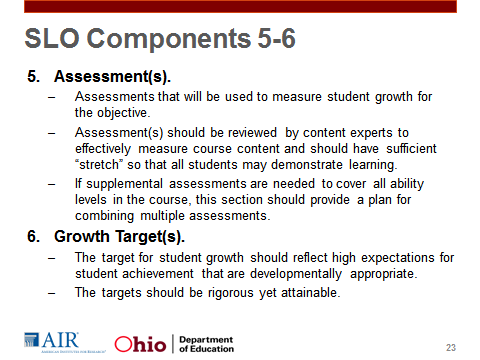 SLO Components 5-6
5. Assessment(s).
– Assessments that will be used to measure student growth for
the objective.
– Assessment(s) should be reviewed by content experts to
effectively measure course content and should have sufficient
“stretch” so that all students may demonstrate learning.
– If supplemental assessments are needed to cover all ability
levels in the course, this section should provide a plan for
combining multiple assessments.
6. Growth Target(s).
– The target for student growth should reflect high expectations for
student achievement that are developmentally appropriate.
– The targets should be rigorous yet attainable.
AIR
AMERICAN INSTITUTES FOR RESEARCH
Ohio
Department
of Education
23